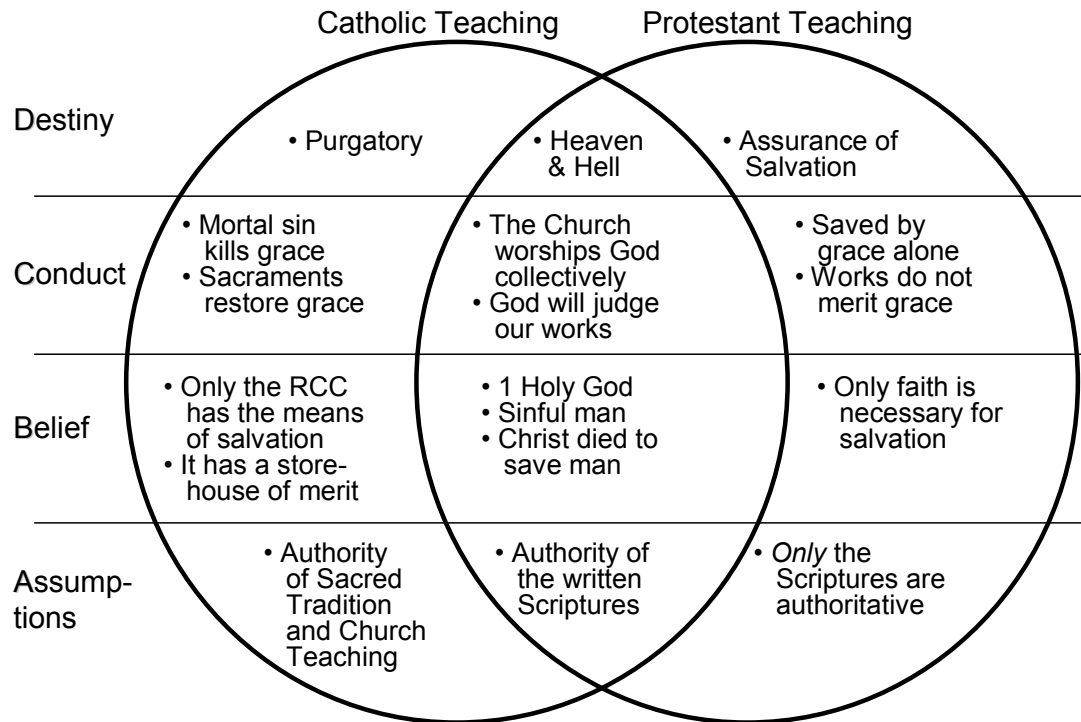 Catholic Teaching
Protestant Teaching
Destiny
• Purgatory
• Heaven
& Hell
• Assurance of
Salvation
Conduct
• Mortal sin
kills grace
• Sacraments
restore grace
• The Church
worships God
collectively
• God will judge
our works
• Saved by
grace alone
• Works do not
merit grace
Belief
• Only the RCC
has the means
of salvation
• It has a store-
house of merit
• 1 Holy God
• Sinful man
• Christ died to
save man
• Only faith is
necessary for
salvation
Assump-
tions
• Authority
of Sacred
Tradition
and Church
Teaching
• Authority of
the written
Scriptures
• Only the
Scriptures are
authoritative